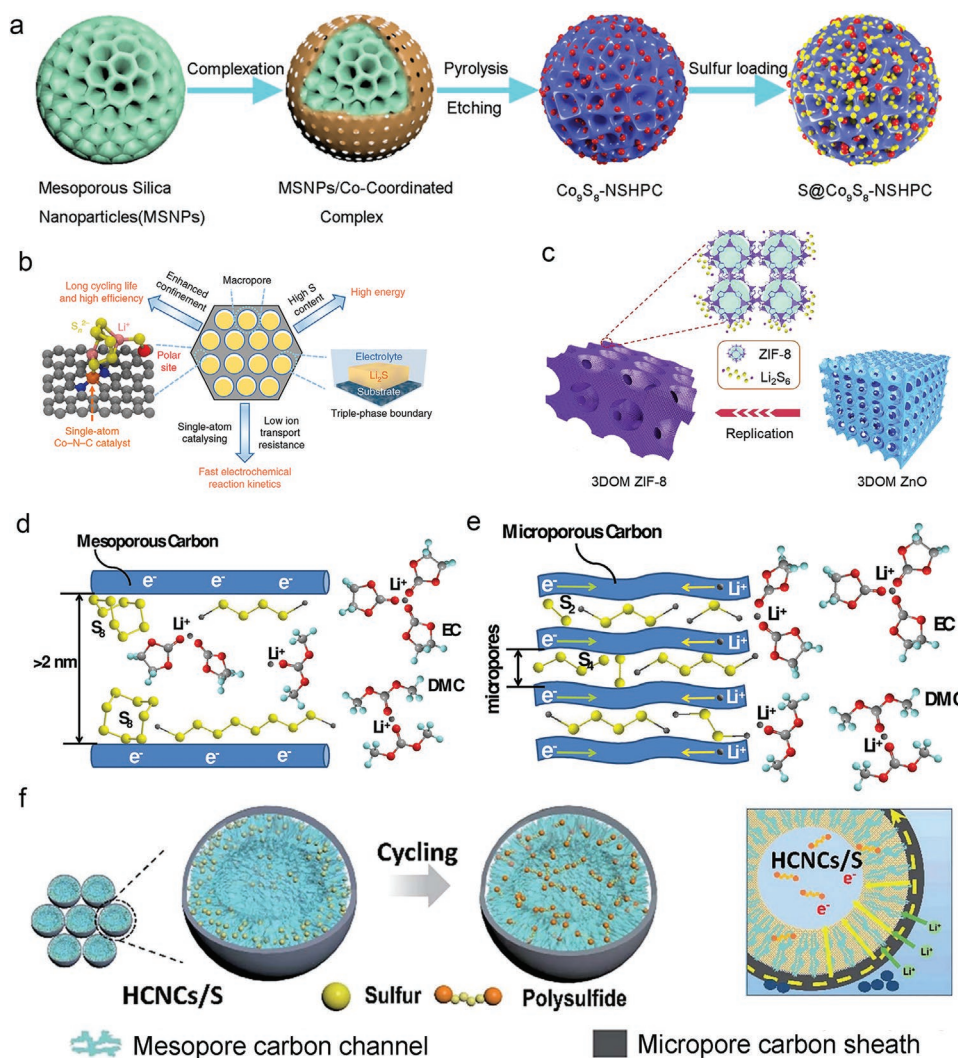 a
Complexation
Pyrolysis
Etching
Sulfur loading
Mesoporous Silica
Nanoparticles(MSNPs)
MSNPs/Co-Coordinated
Complex
Co₉S₈-NSHPC
S@Co₉S₈-NSHPC
b
Long cycling life
and high efficiency
Enhanced
confinement
Macropore
High S
content
High energy
Sₙ²⁻
Li⁺
Polar
site
Electrolyte
Li₂S
Substrate
Triple-phase boundary
Single-atom
Co–N–C catalyst
Single-atom
catalysing
Low ion
transport
resistance
Fast electrochemical
reaction kinetics
c
ZIF-8
Li₂S₆
Replication
3DOM ZIF-8
3DOM ZnO
d
Mesoporous Carbon
e⁻ e⁻ e⁻
S₈
Li⁺
Li⁺
EC
>2 nm
Li⁺
DMC
S₈
Li⁺
e⁻ e⁻ e⁻
e
Microporous Carbon
e⁻ Li⁺
S₂
Li⁺
Li⁺
e⁻ Li⁺
EC
micropores
S₄
e⁻ Li⁺
DMC
Li⁺
Li⁺
e⁻ Li⁺
f
Cycling
HCNCs/S
e⁻
e⁻
Li⁺
Li⁺
Li⁺
HCNCs/S
Sulfur
Polysulfide
Mesopore carbon channel
Micropore carbon sheath